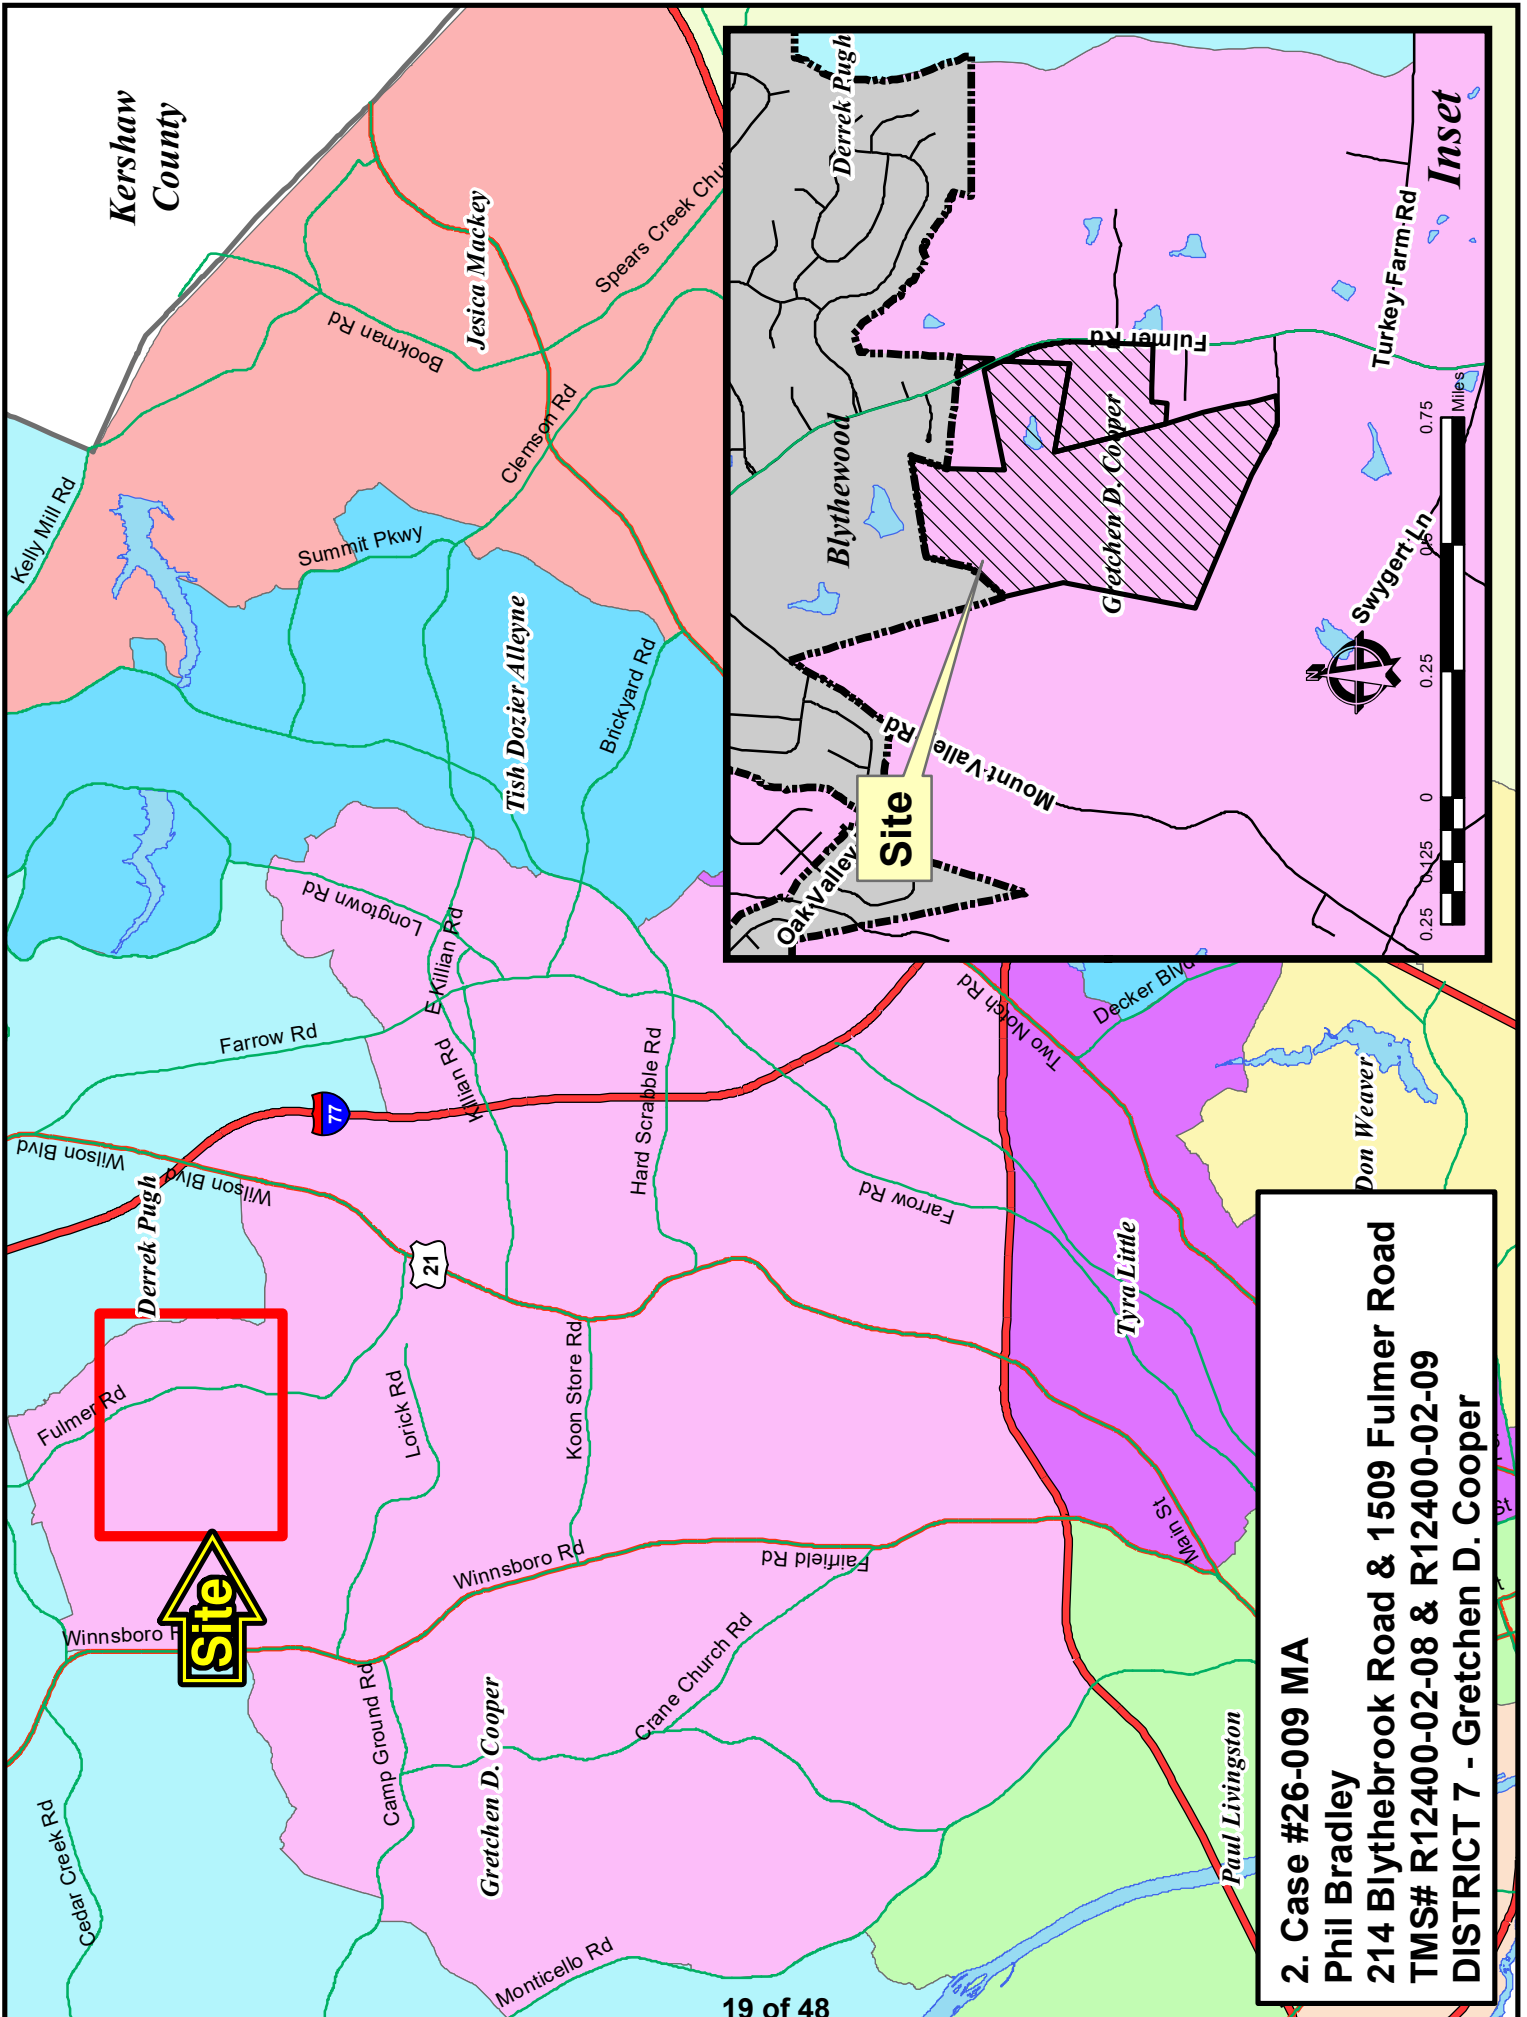 Kershaw
County
Jesica Mackey
Bookman Rd
Spears Creek Chu
Clemson Rd
Kelly Mill Rd
Summit Pkwy
Tish Dozier Alleyne
Brickyard Rd
Longtown Rd
E Killian Rd
Killian Rd
Farrow Rd
77
Wilson Blvd
Wilson Blvd
Derrek Pugh
Hard Scrabble Rd
Farrow Rd
Two Notch Rd
Decker Blvd
Don Weaver
Tyra Little
21
Fulmer Rd
Lorick Rd
Koon Store Rd
Winnsboro Rd
Fairfield Rd
Main St
Site
Winnsboro R
Camp Ground Rd
Crane Church Rd
Gretchen D. Cooper
Cedar Creek Rd
Monticello Rd
Paul Livingston
St
Derrek Pugh
Inset
Turkey Farm Rd
Fulmer Rd
Blythewood
Gretchen D. Cooper
Swygert Ln
Mount Valle Rd
Oak Valley
Site
N
0.25 0.125 0 0.25 0.5 0.75
Miles
2. Case #26-009 MA
Phil Bradley
214 Blythebrook Road & 1509 Fulmer Road
TMS# R12400-02-08 & R12400-02-09
DISTRICT 7 - Gretchen D. Cooper
19 of 48